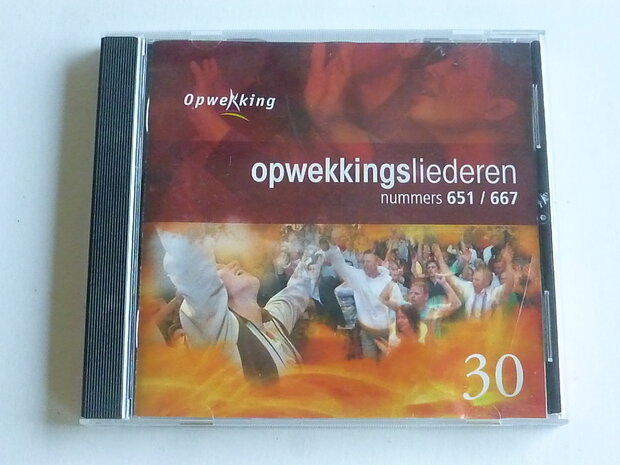 Opwekking
opwekkingsliederen
nummers 651 / 667
30